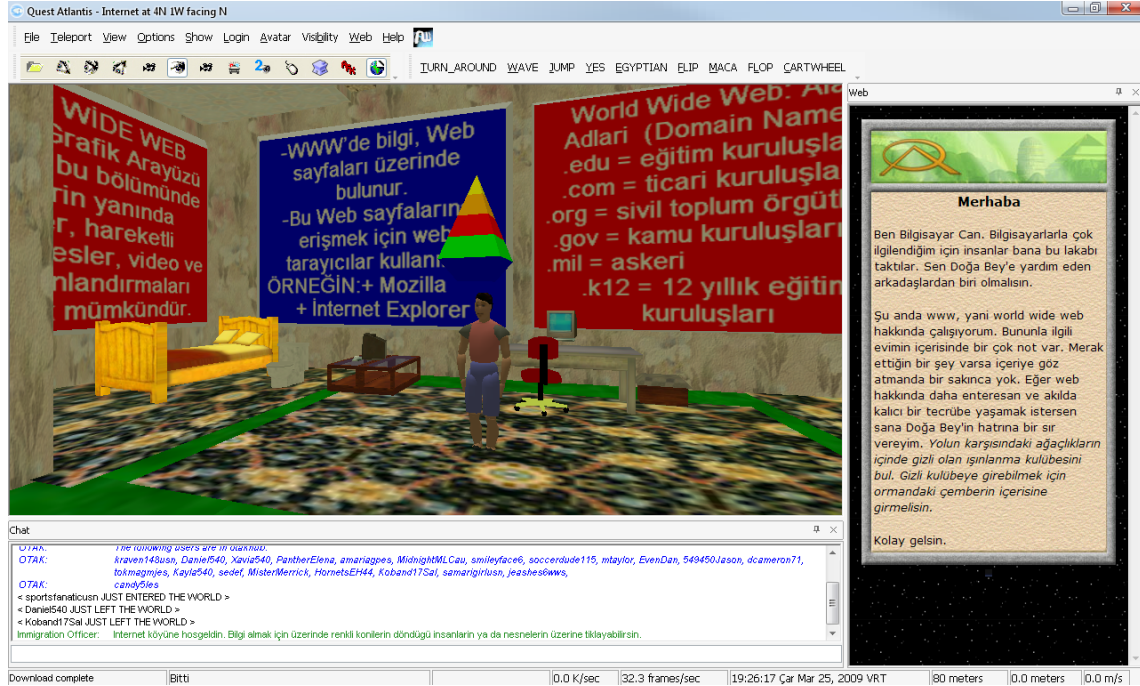 Quest Atlantis - Internet at 4N 1W facing N
File Teleport View Options Show Login Avatar Visibility Web Help
TURN_AROUND WAVE JUMP YES EGYPTIAN FLIP MACA FLOP CARTWHEEL
WİDE WEB
Grafik Arayüzü
bu bölümünde
rin yanında
r, hareketli
esler, video ve
nlandırmaları
mümkündür.
-WWW'de bilgi, Web
sayfaları üzerinde
bulunur.
-Bu Web sayfaların
erişmek için web
tarayıcılar kullanı
ÖRNEĞİN:+ Mozilla
+ İnternet Explorer
World Wide Web: Ala
Adlari (Domain Name
.edu = eğitim kuruluşla
.com = ticari kuruluşla
.org = sivil toplum örgütl
.gov = kamu kuruluşları
.mil = askeri
.k12 = 12 yıllık eğitim
kuruluşları
Web
Merhaba
Ben Bilgisayar Can. Bilgisayarlarla çok
ilgilendiğim için insanlar bana bu lakabı
taktılar. Sen Doğa Bey'e yardım eden
arkadaşlardan biri olmalısın.
Şu anda www, yani world wide web
hakkında çalışıyorum. Bununla ilgili
evimin içerisinde bir çok not var. Merak
ettiğin bir şey varsa içeriye göz
atmanda bir sakınca yok. Eğer web
hakkında daha enteresan ve akılda
kalıcı bir tecrübe yaşamak istersen
sana Doğa Bey'in hatrına bir sır
vereyim. Yolun karşısındaki ağaçlıkların
içinde gizli olan ışınlanma kulübesini
bul. Gizli kulübeye girebilmek için
ormandaki çemberin içerisine
girmelisin.
Kolay gelsin.
Chat
OTAK: The following users are in otakhub:
OTAK: kraven148usn, Daniel540, Xavia540, PantherElena, amariagpes, MidnightMLCau, smileyface6, soccerdude115, mtaylor, EvenDan, 549450Jason, dcameron71,
tokmagmjes, Kayla540, sedef, MisterMerrick, HornetsEH44, Koband17Sal, samarigirlusn, jeashes6wws,
OTAK: candy5les
< sportsfanaticusn JUST ENTERED THE WORLD >
< Daniel540 JUST LEFT THE WORLD >
< Koband17Sal JUST LEFT THE WORLD >
Immigration Officer: Internet köyüne hosgeldin. Bilgi almak için üzerinde renkli konilerin döndügü insanlarin ya da nesnelerin üzerine tiklayabilirsin.
Download complete Bitti 0.0 K/sec 32.3 frames/sec 19:26:17 Çar Mar 25, 2009 VRT 80 meters 0.0 meters 0.0 m/s